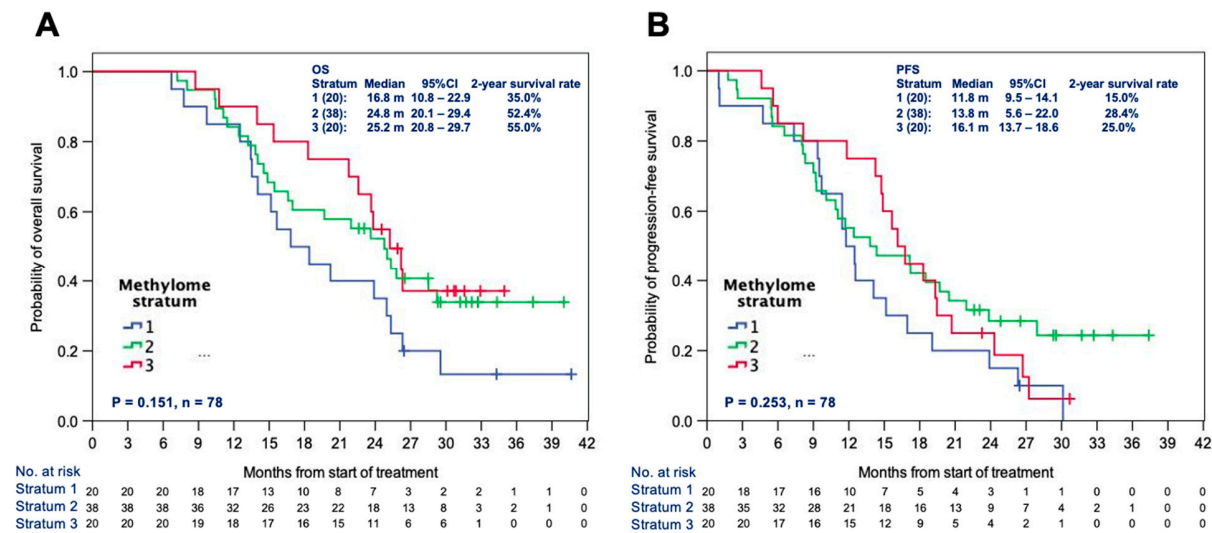 A
OS
Stratum Median 95%CI 2-year survival rate
1 (20): 16.8 m 10.8 – 22.9 35.0%
2 (38): 24.8 m 20.1 – 29.4 52.4%
3 (20): 25.2 m 20.8 – 29.7 55.0%
Probability of overall survival
1.0
0.8
0.6
0.4
0.2
0.0
Methylome
stratum
1
2
3
...
P = 0.151, n = 78
0 3 6 9 12 15 18 21 24 27 30 33 36 39 42
Months from start of treatment
No. at risk
Stratum 1 20 20 20 18 17 13 10 8 7 3 2 2 1 1 0
Stratum 2 38 38 38 36 32 26 23 22 18 13 8 3 2 1 0
Stratum 3 20 20 20 19 18 17 16 15 11 6 6 1 0 0 0
B
PFS
Stratum Median 95%CI 2-year survival rate
1 (20): 11.8 m 9.5 – 14.1 15.0%
2 (38): 13.8 m 5.6 – 22.0 28.4%
3 (20): 16.1 m 13.7 – 18.6 25.0%
Probability of progression-free survival
1.0
0.8
0.6
0.4
0.2
0.0
Methylome
stratum
1
2
3
...
P = 0.253, n = 78
0 3 6 9 12 15 18 21 24 27 30 33 36 39 42
Months from start of treatment
No. at risk
Stratum 1 20 18 17 16 10 7 5 4 3 1 1 0 0 0 0
Stratum 2 38 35 32 28 21 18 16 13 9 7 4 2 1 0 0
Stratum 3 20 20 17 16 15 12 9 5 4 2 1 0 0 0 0